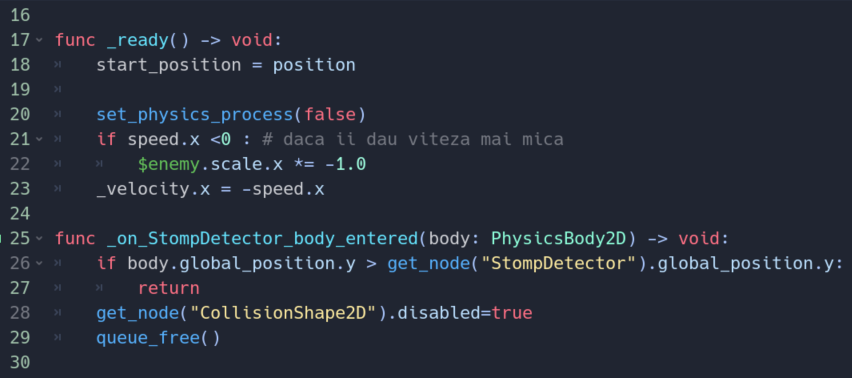 16
17 func _ready() -> void:
18 start_position = position
19
20 set_physics_process(false)
21 if speed.x <0 : # daca ii dau viteza mai mica
22 $enemy.scale.x *= -1.0
23 _velocity.x = -speed.x
24
25 func _on_StompDetector_body_entered(body: PhysicsBody2D) -> void:
26 if body.global_position.y > get_node("StompDetector").global_position.y:
27 return
28 get_node("CollisionShape2D").disabled=true
29 queue_free()
30